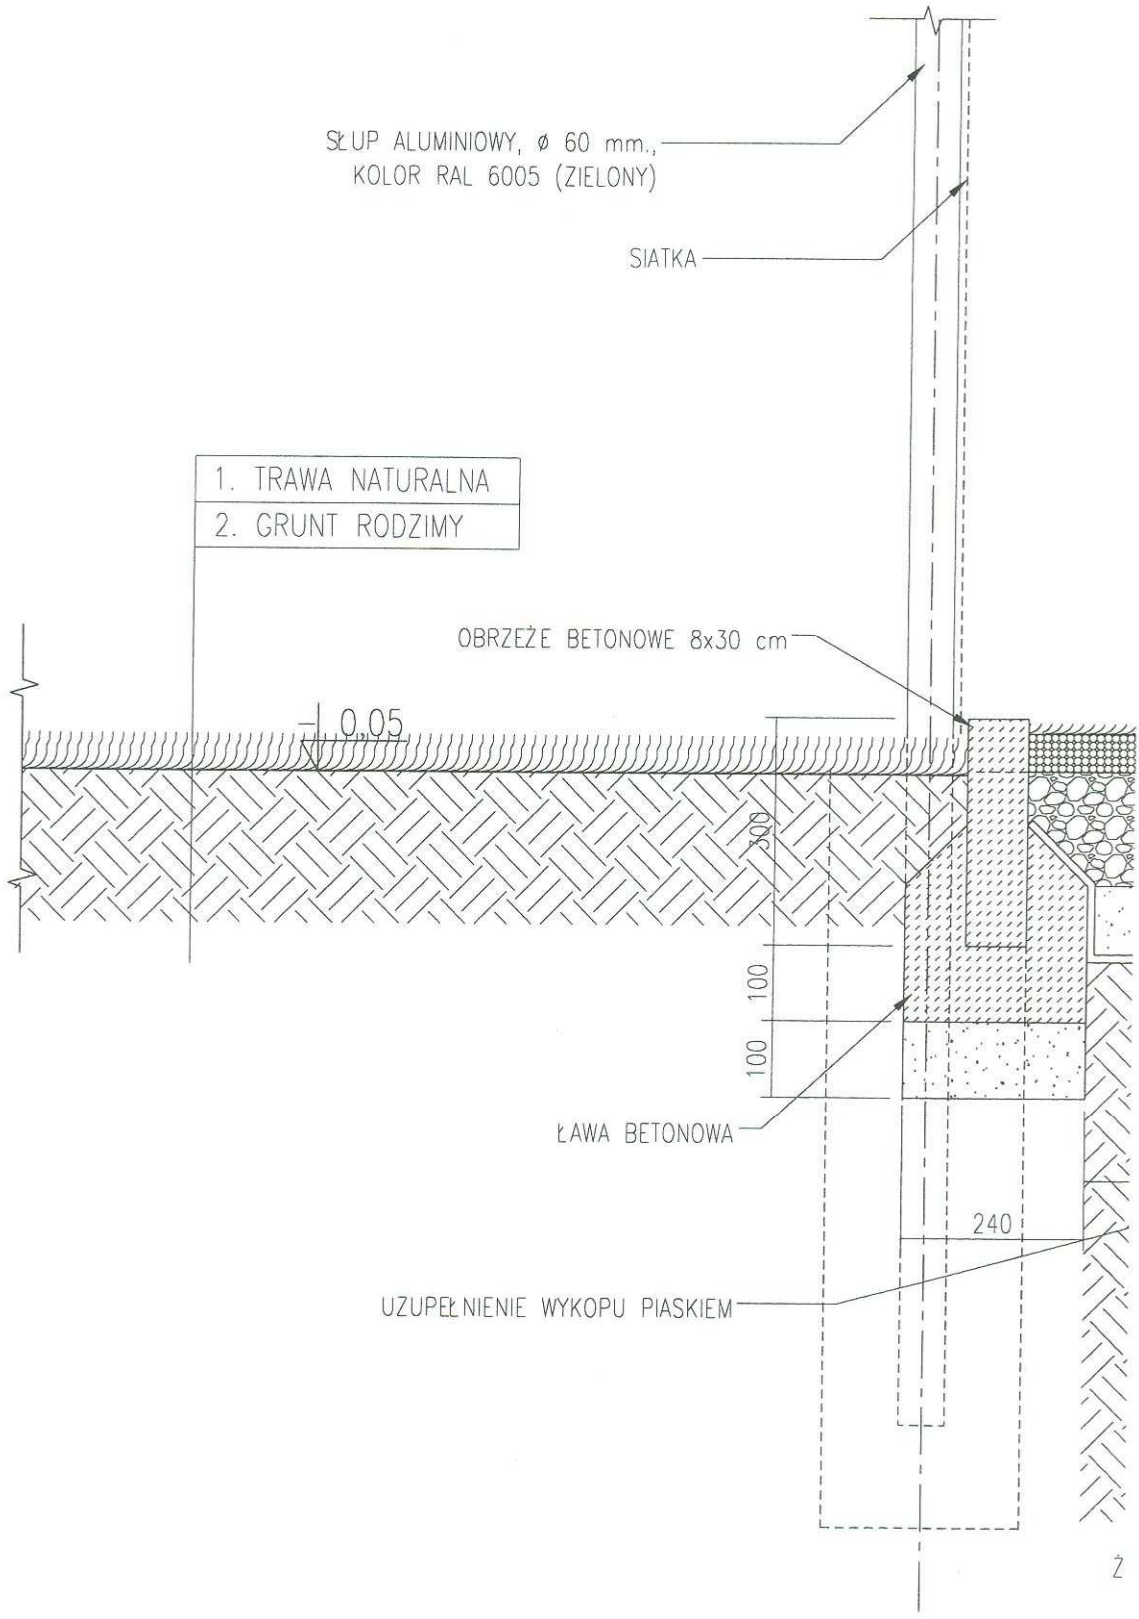 SŁUP ALUMINIOWY, ø 60 mm.,
KOLOR RAL 6005 (ZIELONY)
SIATKA
1. TRAWA NATURALNA
2. GRUNT RODZIMY
OBRZEŻE BETONOWE 8x30 cm
– 0,05
300
100
100
ŁAWA BETONOWA
240
UZUPEŁNIENIE WYKOPU PIASKIEM
Ż